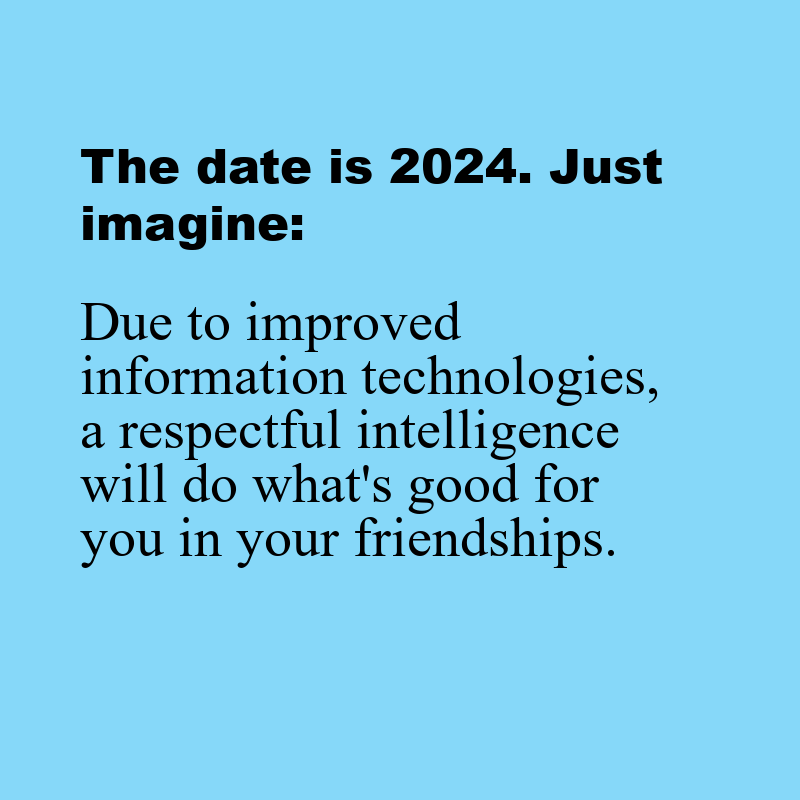 The date is 2024. Just
imagine:
Due to improved
information technologies,
a respectful intelligence
will do what's good for
you in your friendships.